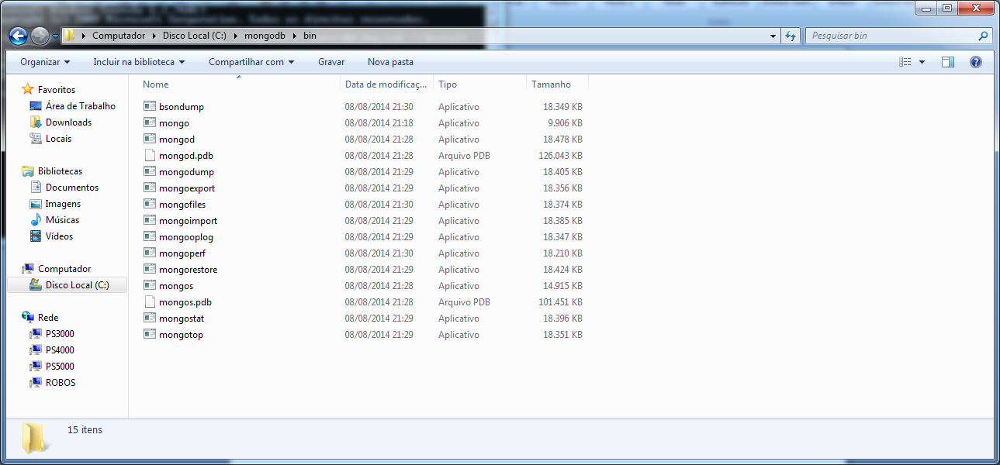 Computador Disco Local (C:) mongodb bin
Pesquisar bin
Organizar Incluir na biblioteca Compartilhar com Gravar Nova pasta
Favoritos
Área de Trabalho
Downloads
Locais
Bibliotecas
Documentos
Imagens
Músicas
Vídeos
Computador
Disco Local (C:)
Rede
PS3000
PS4000
PS5000
ROBOS
Nome Data de modificaç... Tipo Tamanho
bsondump 08/08/2014 21:30 Aplicativo 18.349 KB
mongo 08/08/2014 21:18 Aplicativo 9.906 KB
mongod 08/08/2014 21:28 Aplicativo 18.478 KB
mongod.pdb 08/08/2014 21:28 Arquivo PDB 126.043 KB
mongodump 08/08/2014 21:29 Aplicativo 18.405 KB
mongoexport 08/08/2014 21:29 Aplicativo 18.356 KB
mongofiles 08/08/2014 21:30 Aplicativo 18.374 KB
mongoimport 08/08/2014 21:29 Aplicativo 18.385 KB
mongooplog 08/08/2014 21:29 Aplicativo 18.347 KB
mongoperf 08/08/2014 21:30 Aplicativo 18.210 KB
mongorestore 08/08/2014 21:29 Aplicativo 18.424 KB
mongos 08/08/2014 21:28 Aplicativo 14.915 KB
mongos.pdb 08/08/2014 21:28 Arquivo PDB 101.451 KB
mongostat 08/08/2014 21:29 Aplicativo 18.396 KB
mongotop 08/08/2014 21:29 Aplicativo 18.351 KB
15 itens